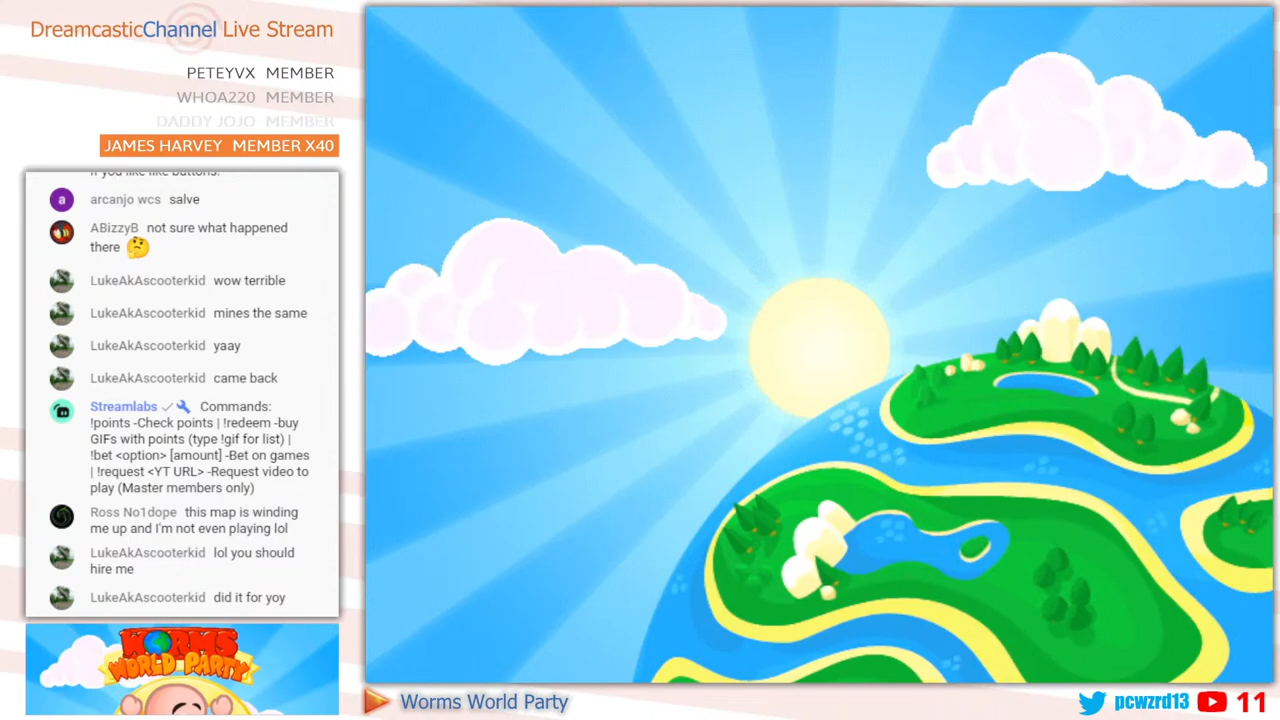 DreamcasticChannel Live Stream
PETEYVX MEMBER
WHOA220 MEMBER
DADDY JOJO MEMBER
JAMES HARVEY MEMBER X40
if you like like buttons.
arcanjo wcs salve
ABizzyB not sure what happened
there
LukeAkAscooterkid wow terrible
LukeAkAscooterkid mines the same
LukeAkAscooterkid yaay
LukeAkAscooterkid came back
Streamlabs Commands:
!points -Check points | !redeem -buy
GIFs with points (type !gif for list) |
!bet <option> [amount] -Bet on games
| !request <YT URL> -Request video to
play (Master members only)
Ross No1dope this map is winding
me up and I'm not even playing lol
LukeAkAscooterkid lol you should
hire me
LukeAkAscooterkid did it for yoy
WORMS
WORLD PARTY
Worms World Party
pcwzrd13
11